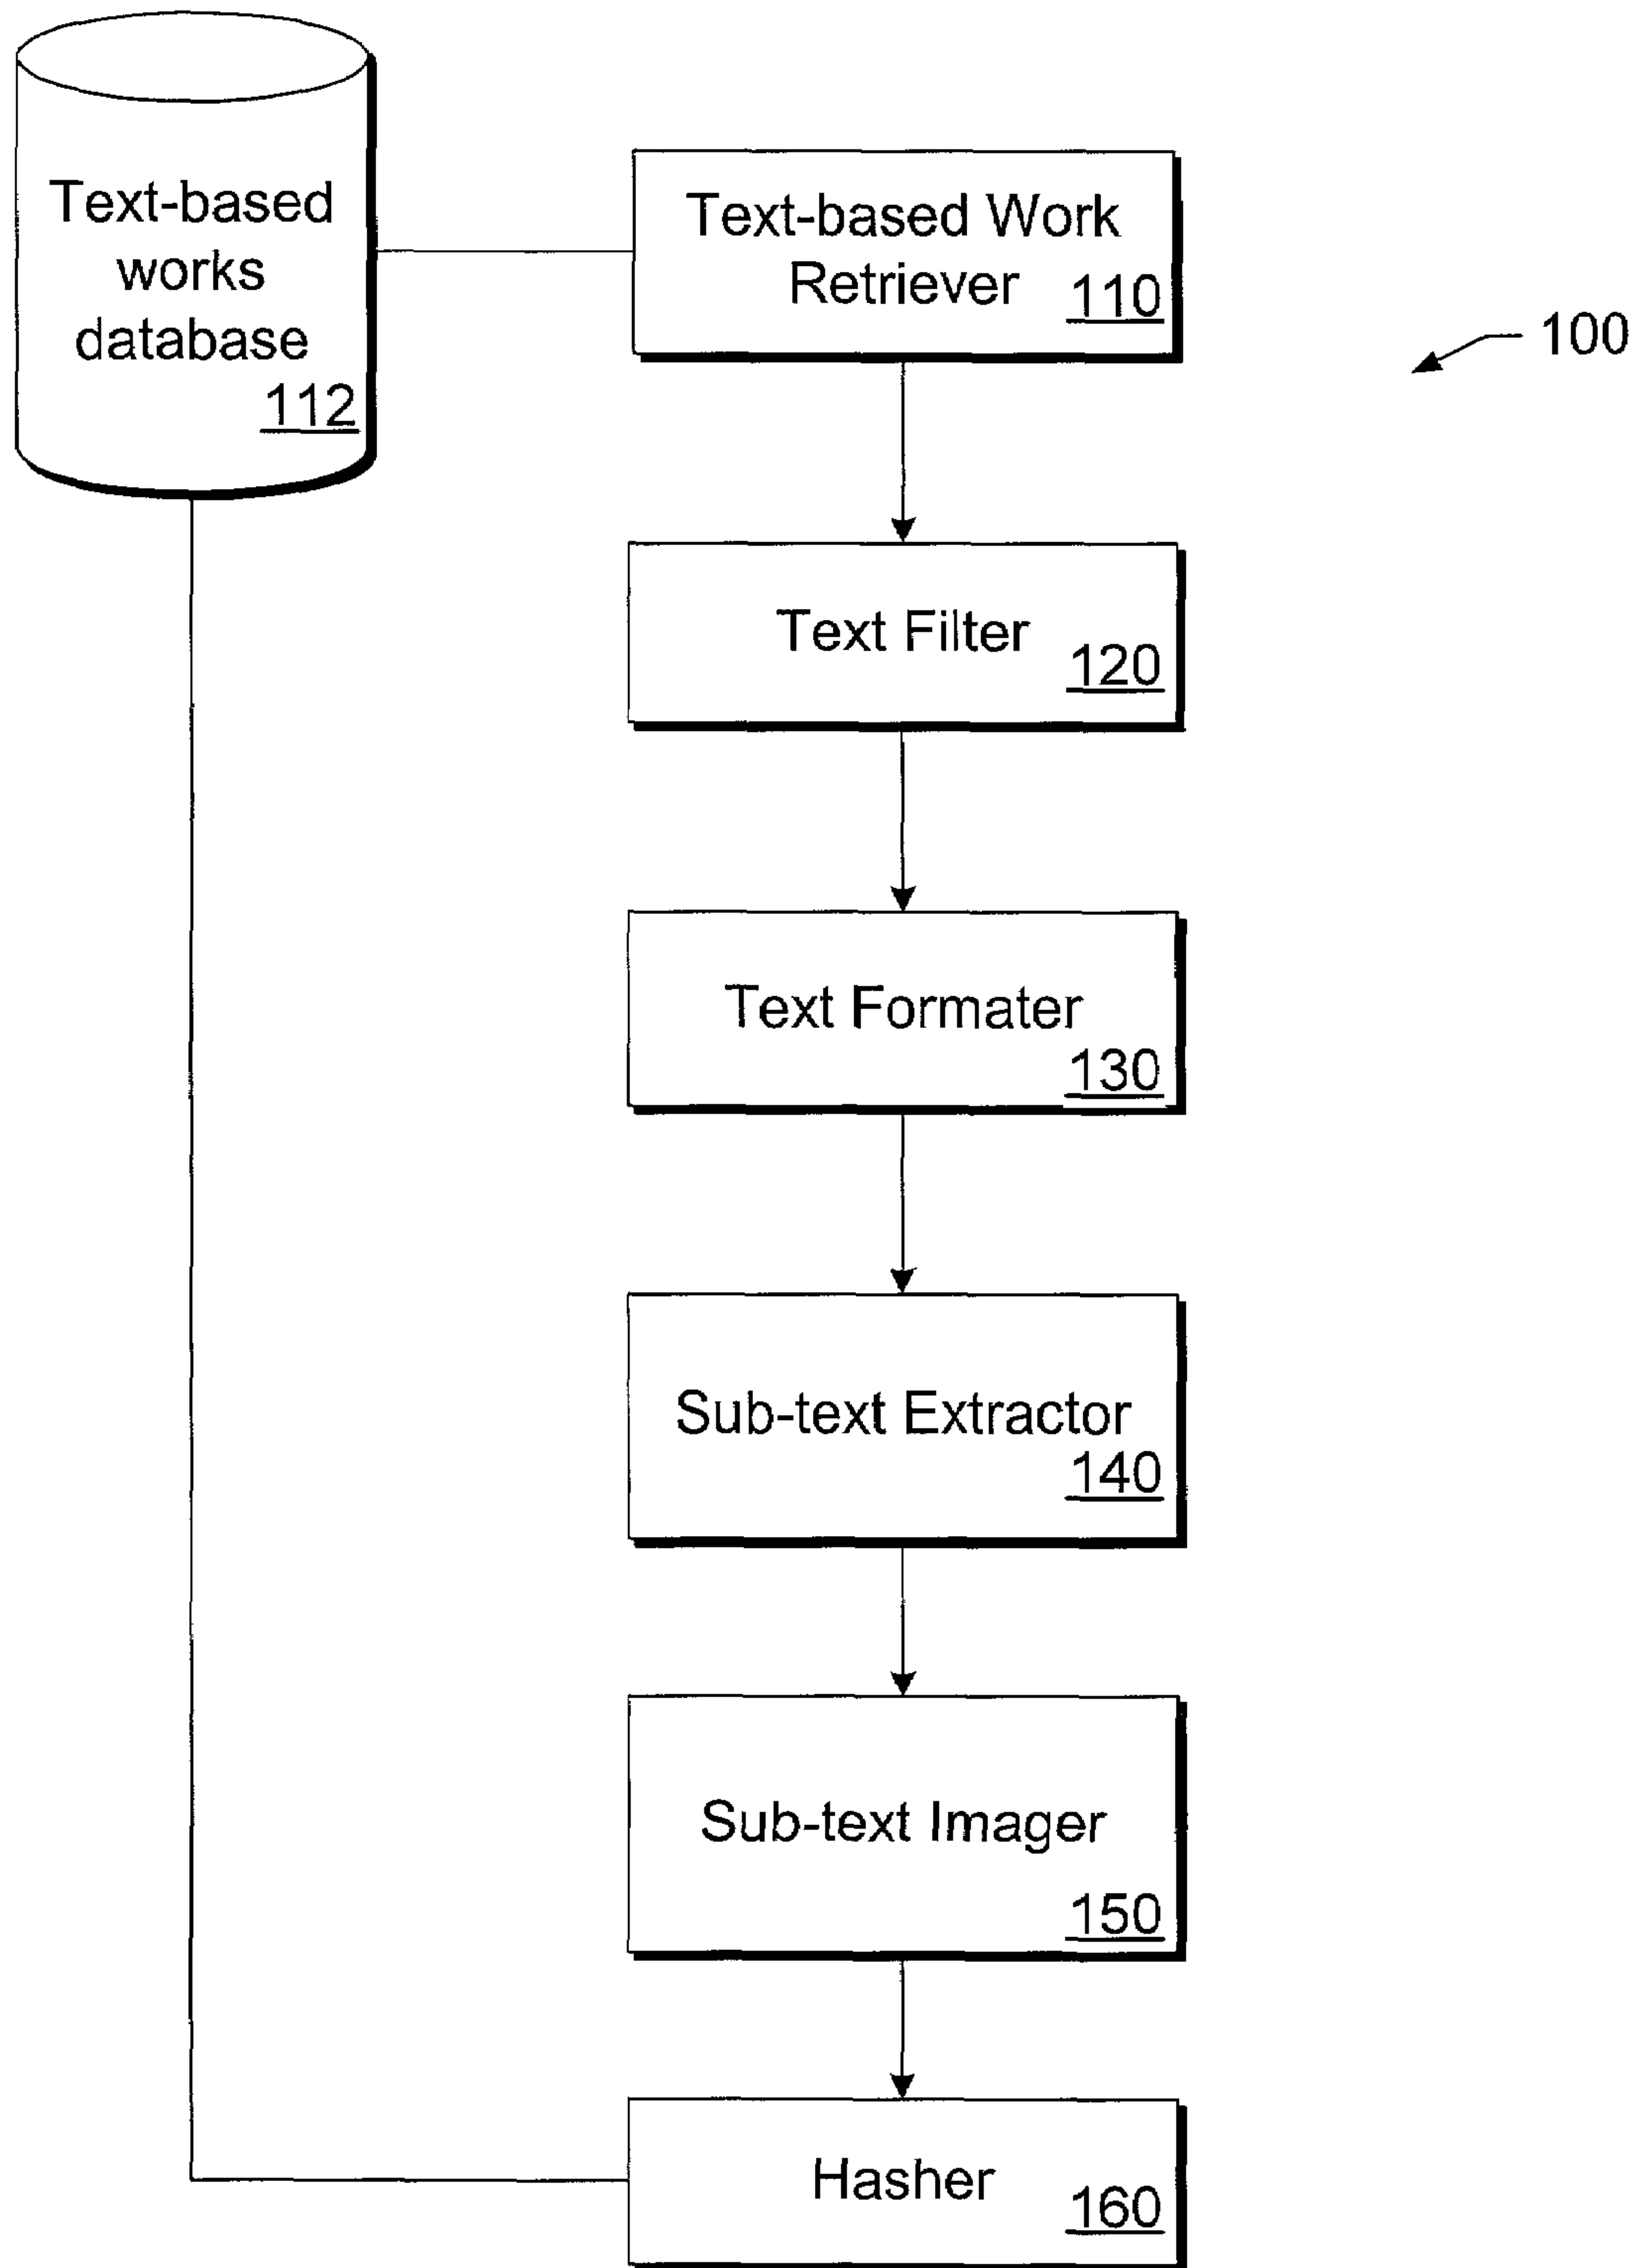 Text-based
works
database
112
Text-based Work
Retriever 110
100
Text Filter
120
Text Formater
130
Sub-text Extractor
140
Sub-text Imager
150
Hasher
160